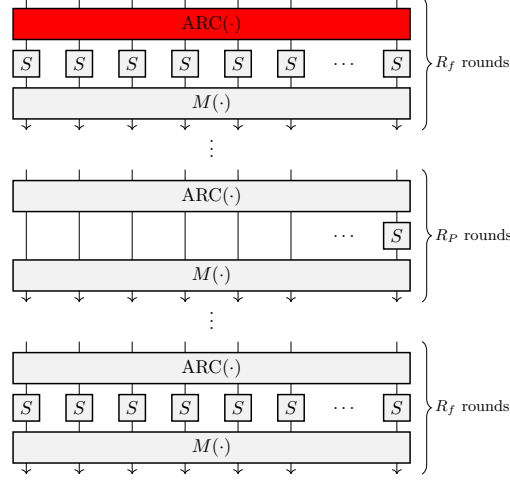 ARC(·)
S S S S S S ··· S
R_f rounds
M(·)
⋮
ARC(·)
··· S
R_P rounds
M(·)
⋮
ARC(·)
S S S S S S ··· S
R_f rounds
M(·)